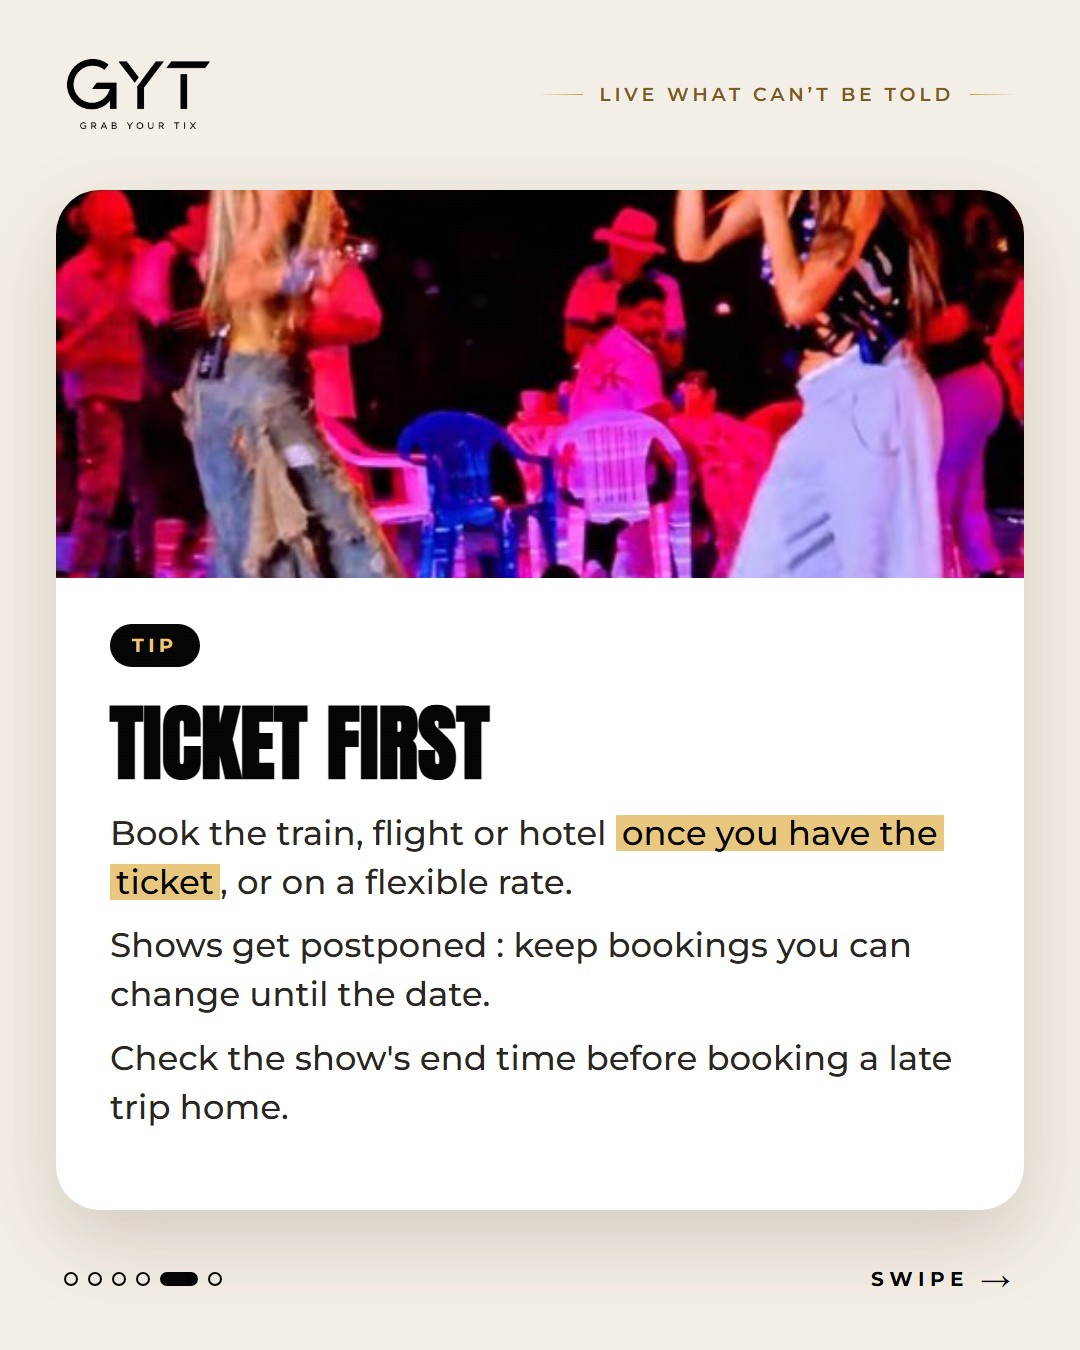 GYT
GRAB YOUR TIX
LIVE WHAT CAN’T BE TOLD
TIP
TICKET FIRST
Book the train, flight or hotel once you have the
ticket, or on a flexible rate.
Shows get postponed : keep bookings you can
change until the date.
Check the show's end time before booking a late
trip home.
SWIPE →